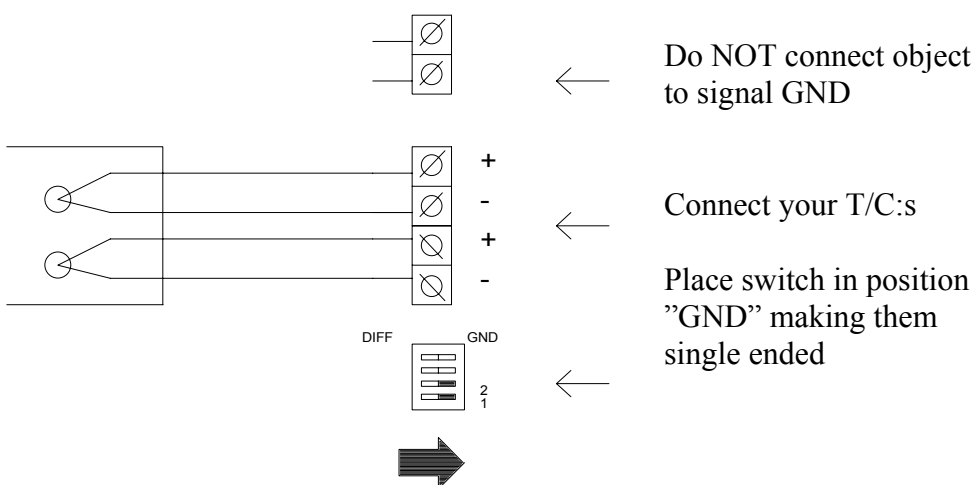 Do NOT connect object
to signal GND
+
-
+
-
Connect your T/C:s
Place switch in position
”GND” making them
single ended
DIFF GND
2
1